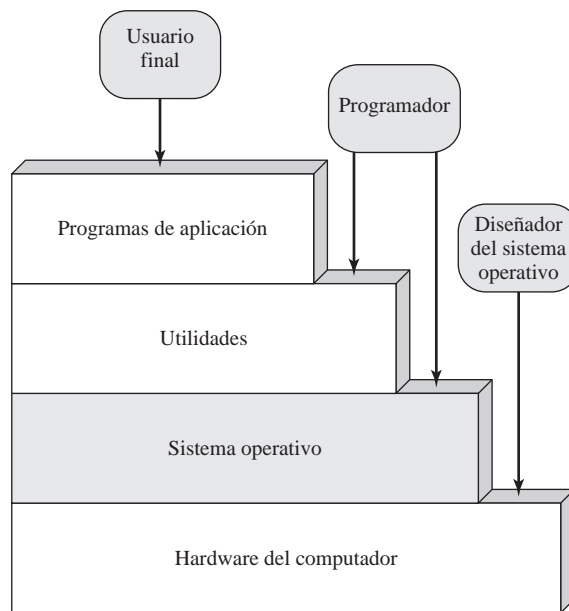 Usuario
final
Programador
Diseñador
del sistema
operativo
Programas de aplicación
Utilidades
Sistema operativo
Hardware del computador